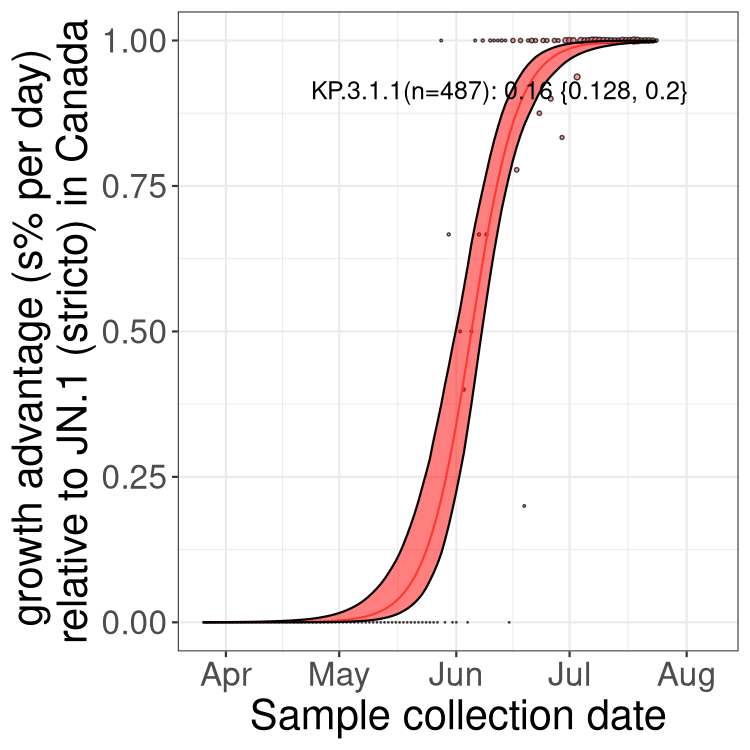 growth advantage (s% per day)
relative to JN.1 (stricto) in Canada
1.00
0.75
0.50
0.25
0.00
KP.3.1.1(n=487): 0.16 {0.128, 0.2}
Apr May Jun Jul Aug
Sample collection date